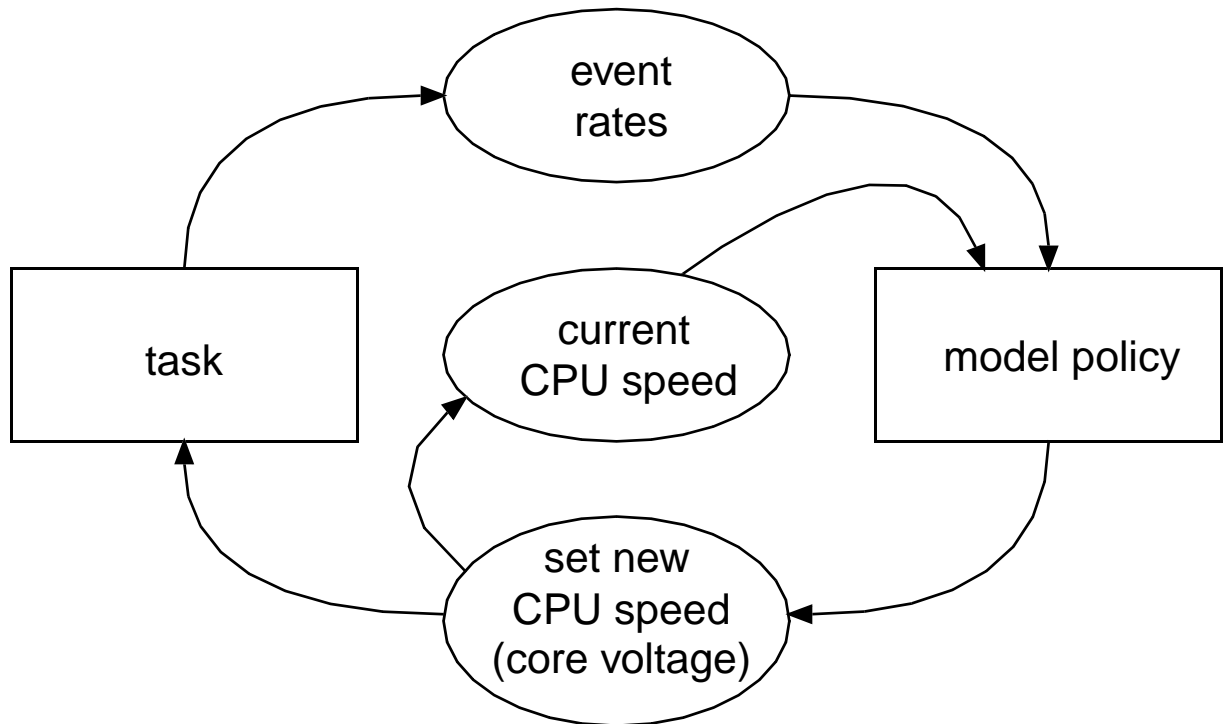 event
rates
current
CPU speed
task
model policy
set new
CPU speed
(core voltage)